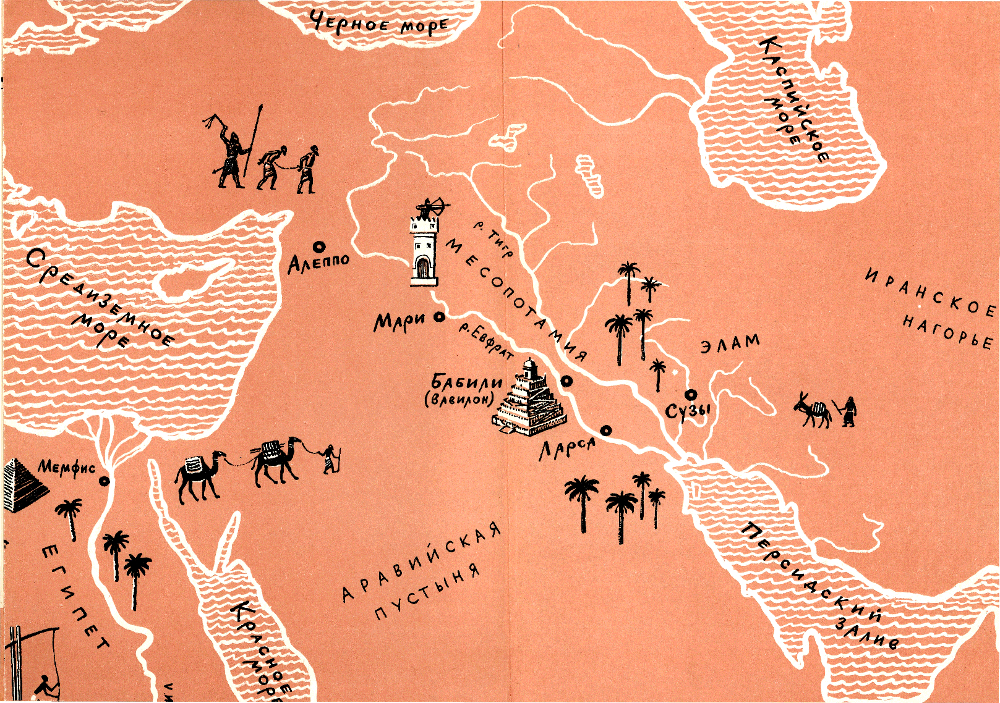 Черное море
Каспийское
море
Средиземное
море
Алеппо
р. Тигр
Месопотамия
Мари
р. Евфрат
Иранское
нагорье
Элам
Бабили
(Вавилон)
Сузы
Ларса
Мемфис
Египет
Аравийская
пустыня
Персидский
залив
Красное
море